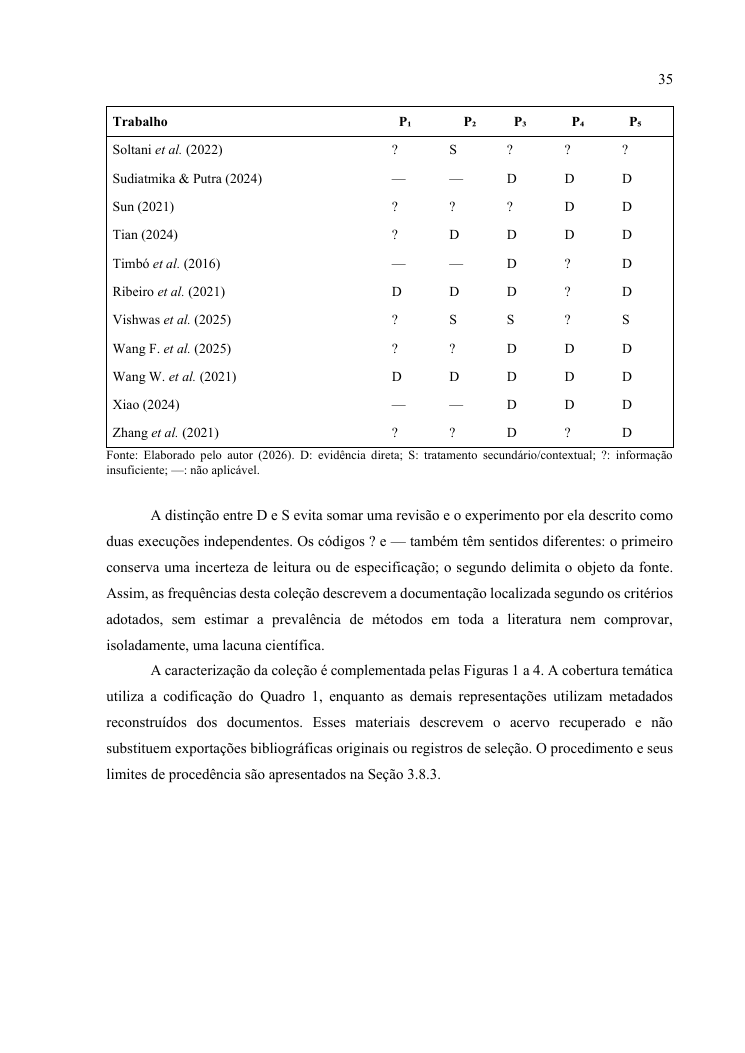 35
Trabalho P₁ P₂ P₃ P₄ P₅
Soltani et al. (2022) ? S ? ? ?
Sudiatmika & Putra (2024) — — D D D
Sun (2021) ? ? ? D D
Tian (2024) ? D D D D
Timbó et al. (2016) — — D ? D
Ribeiro et al. (2021) D D D ? D
Vishwas et al. (2025) ? S S ? S
Wang F. et al. (2025) ? ? D D D
Wang W. et al. (2021) D D D D D
Xiao (2024) — — D D D
Zhang et al. (2021) ? ? D ? D
Fonte: Elaborado pelo autor (2026). D: evidência direta; S: tratamento secundário/contextual; ?: informação
insuficiente; —: não aplicável.
A distinção entre D e S evita somar uma revisão e o experimento por ela descrito como
duas execuções independentes. Os códigos ? e — também têm sentidos diferentes: o primeiro
conserva uma incerteza de leitura ou de especificação; o segundo delimita o objeto da fonte.
Assim, as frequências desta coleção descrevem a documentação localizada segundo os critérios
adotados, sem estimar a prevalência de métodos em toda a literatura nem comprovar,
isoladamente, uma lacuna científica.
A caracterização da coleção é complementada pelas Figuras 1 a 4. A cobertura temática
utiliza a codificação do Quadro 1, enquanto as demais representações utilizam metadados
reconstruídos dos documentos. Esses materiais descrevem o acervo recuperado e não
substituem exportações bibliográficas originais ou registros de seleção. O procedimento e seus
limites de procedência são apresentados na Seção 3.8.3.